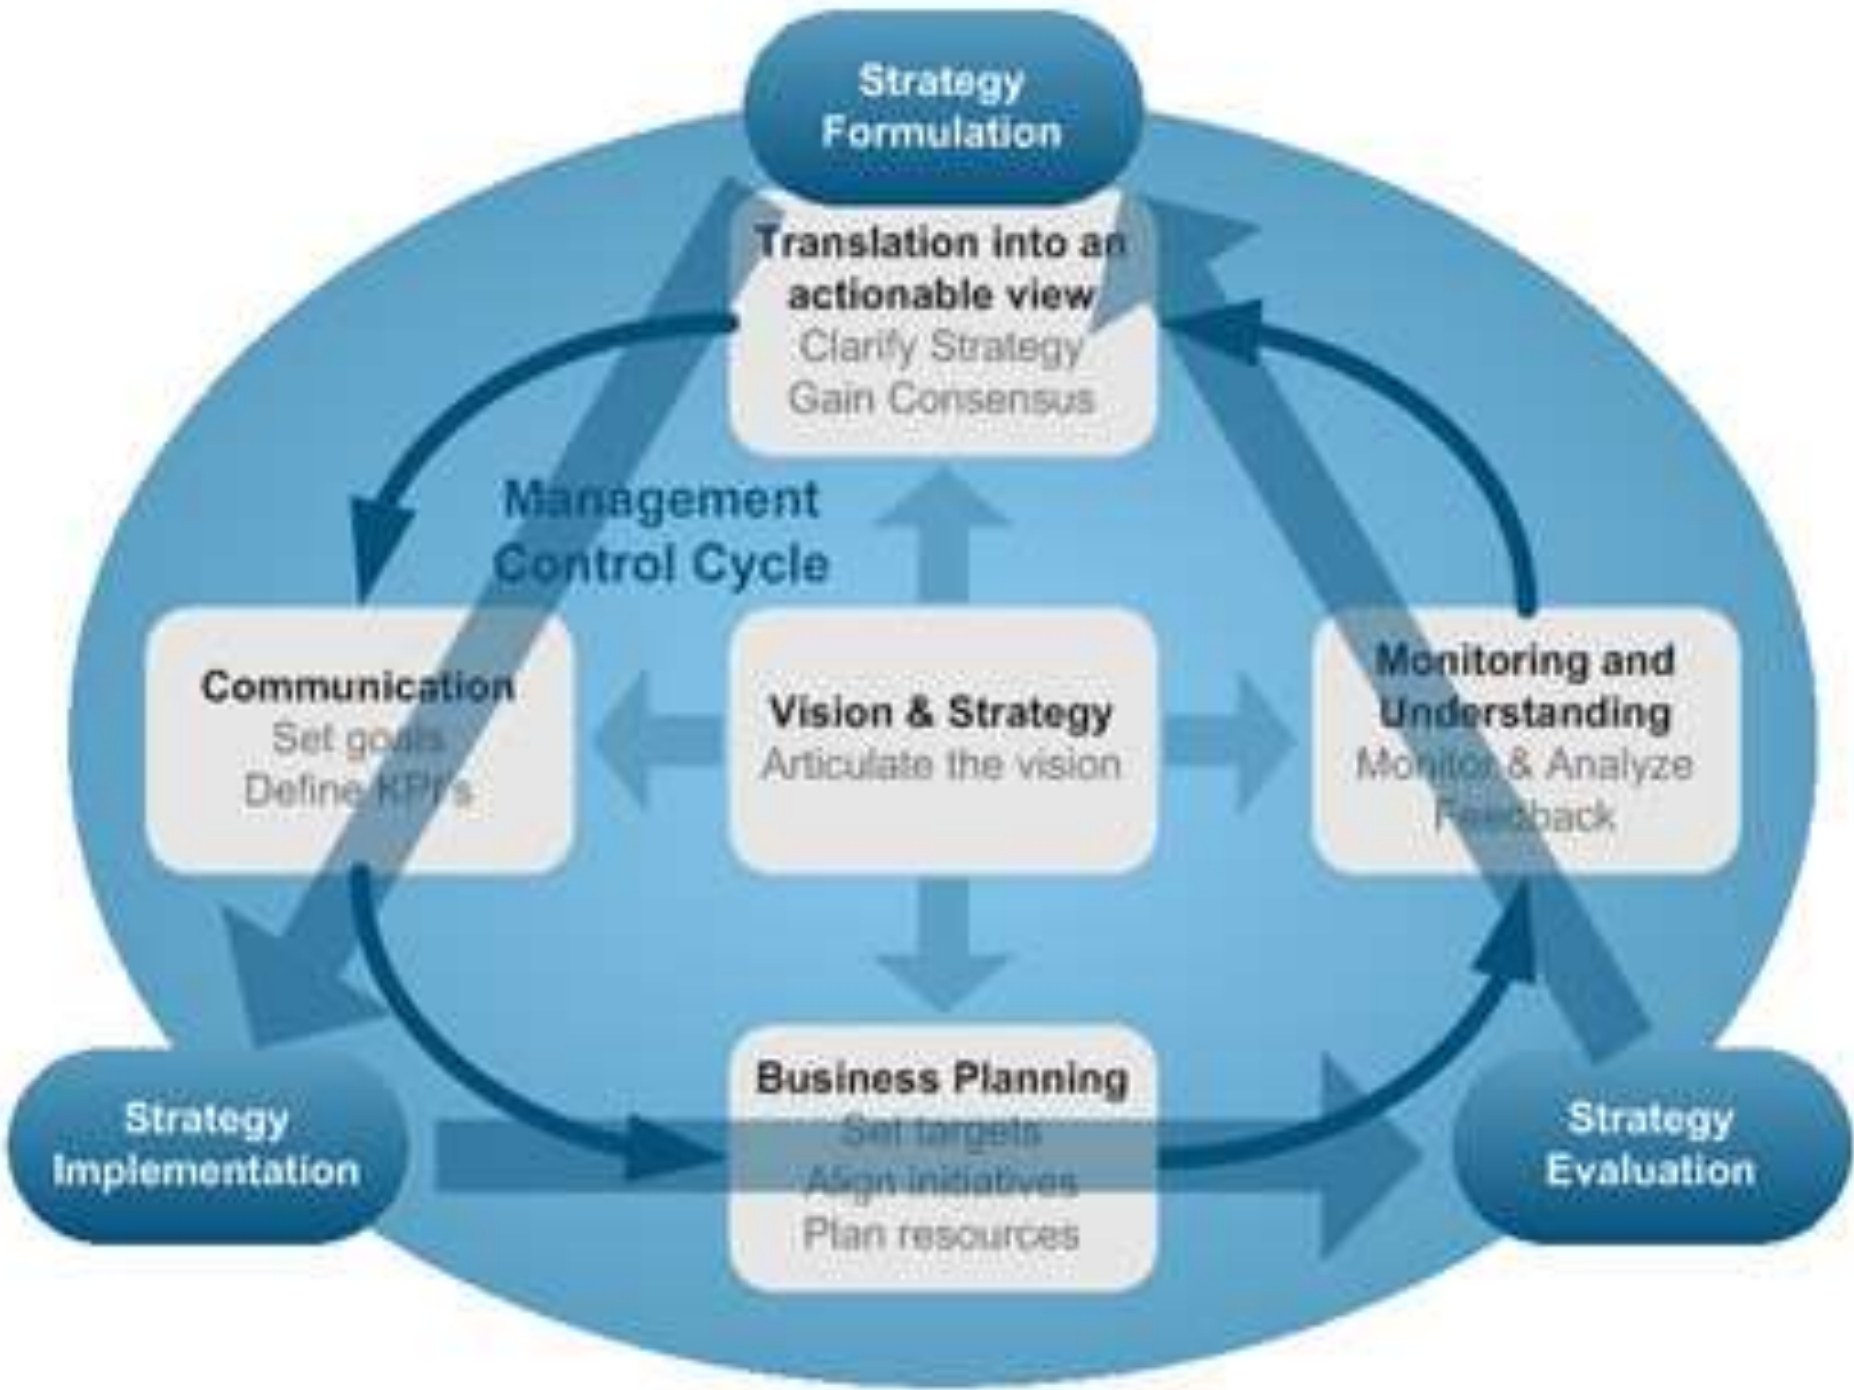 Strategy
Formulation
Translation into an
actionable view
Clarify Strategy
Gain Consensus
Management
Control Cycle
Communication
Set goals
Define KPI's
Vision & Strategy
Articulate the vision
Monitoring and
Understanding
Monitor & Analyze
Feedback
Business Planning
Set targets
Align initiatives
Plan resources
Strategy
Implementation
Strategy
Evaluation